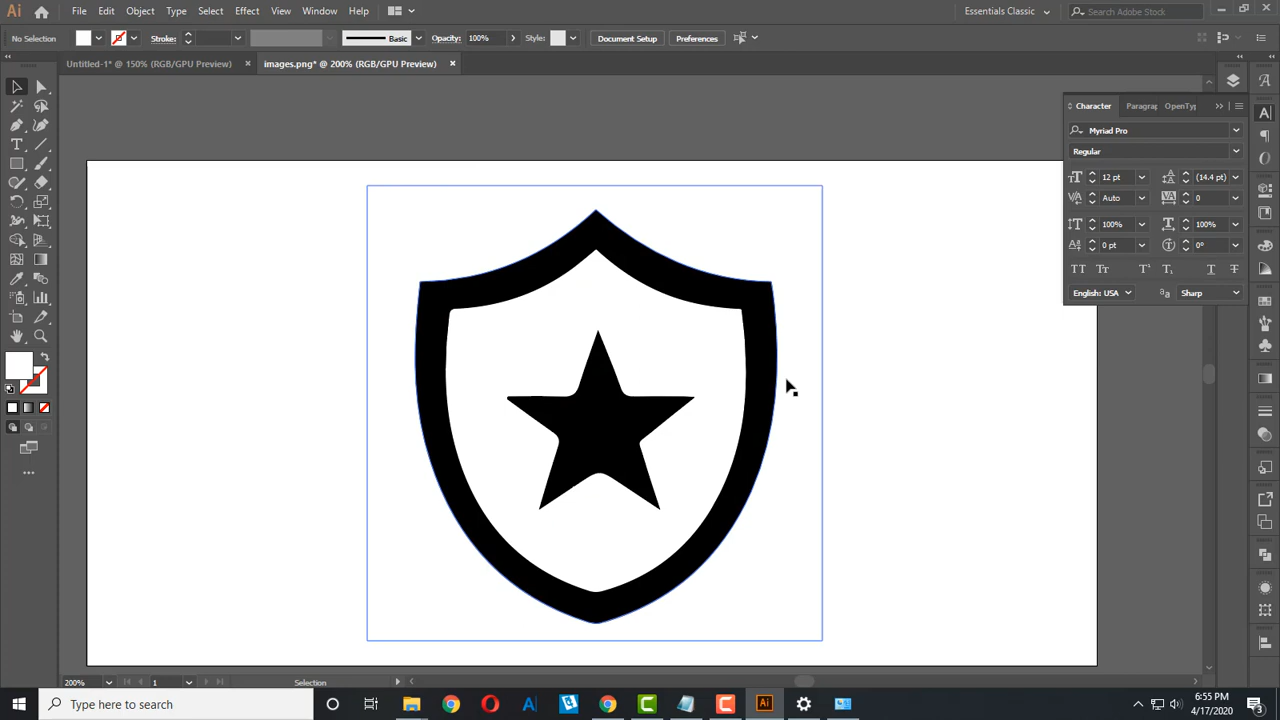 Ai File Edit Object Type Select Effect View Window Help Essentials Classic Search Adobe Stock
No Selection Stroke: Basic Opacity: 100% Style: Document Setup Preferences
Untitled-1* @ 150% (RGB/GPU Preview) × images.png* @ 200% (RGB/GPU Preview) ×
Character Paragra OpenTyp
Myriad Pro
Regular
12 pt (14.4 pt)
Auto 0
100% 100%
0 pt 0°
English: USA Sharp
200% 1 Selection
Type here to search
6:55 PM
4/17/2020
3